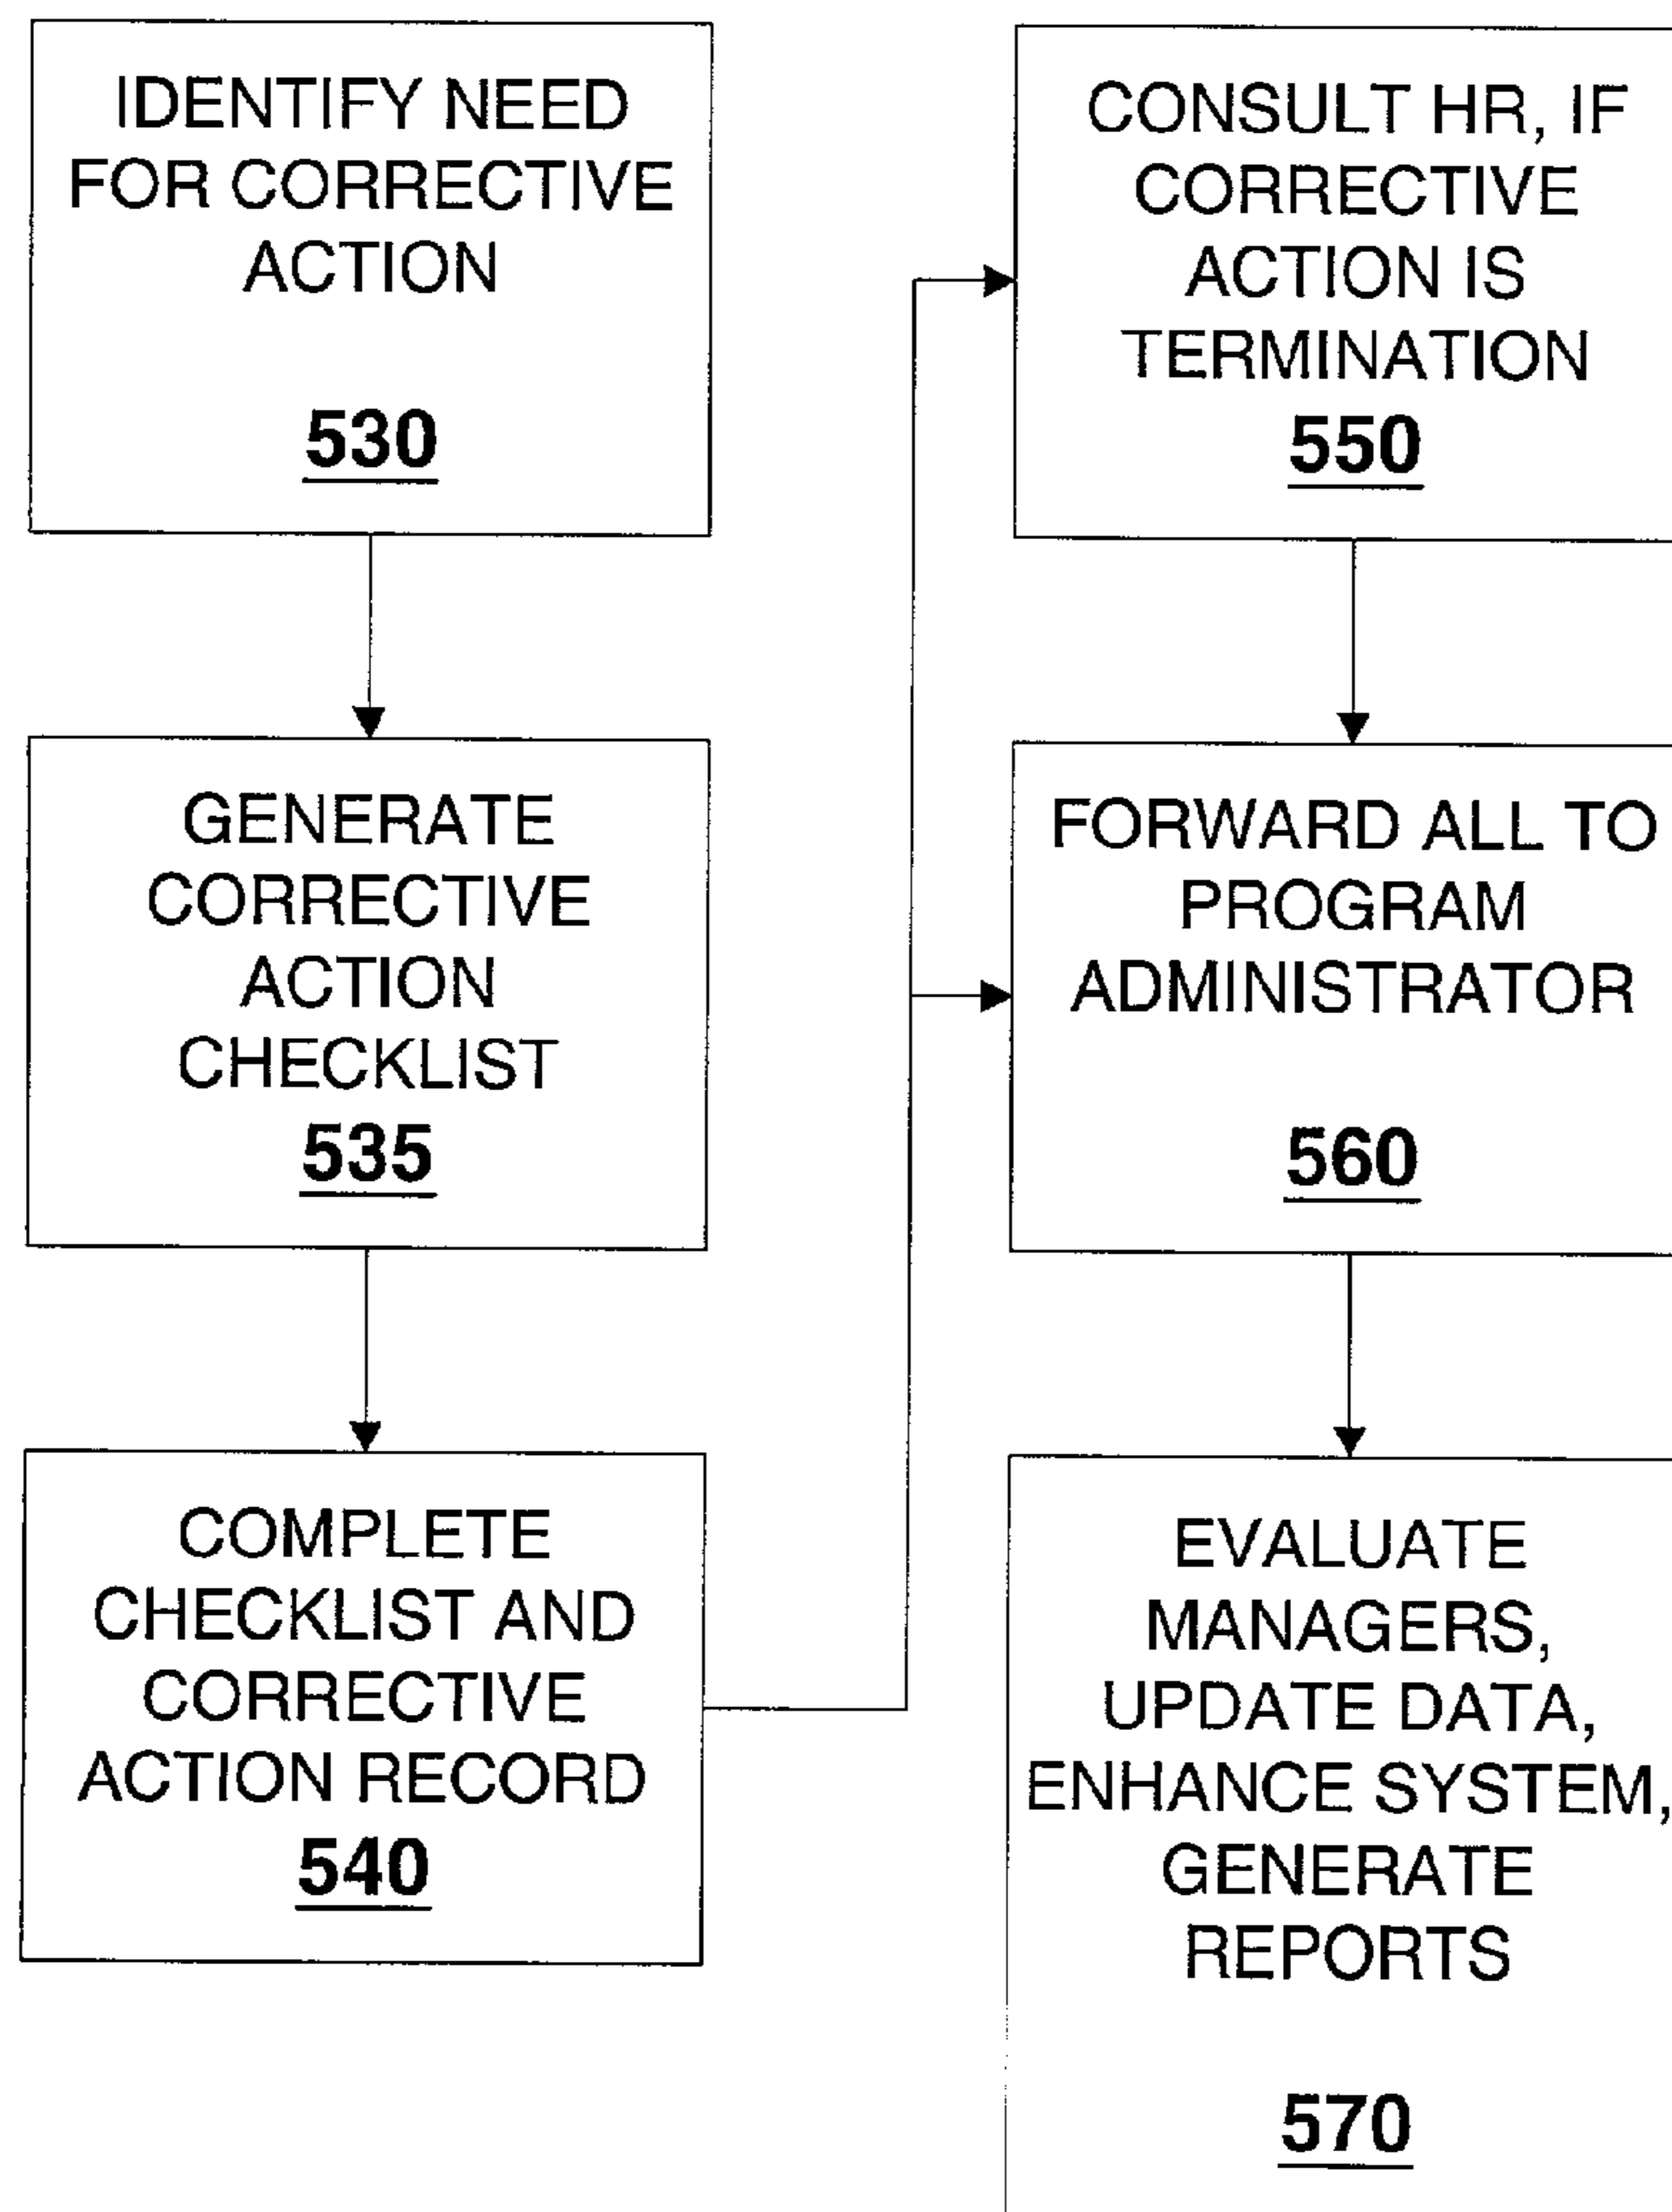 IDENTIFY NEED
FOR CORRECTIVE
ACTION
530
GENERATE
CORRECTIVE
ACTION
CHECKLIST
535
COMPLETE
CHECKLIST AND
CORRECTIVE
ACTION RECORD
540
CONSULT HR, IF
CORRECTIVE
ACTION IS
TERMINATION
550
FORWARD ALL TO
PROGRAM
ADMINISTRATOR
560
EVALUATE
MANAGERS,
UPDATE DATA,
ENHANCE SYSTEM,
GENERATE
REPORTS
570